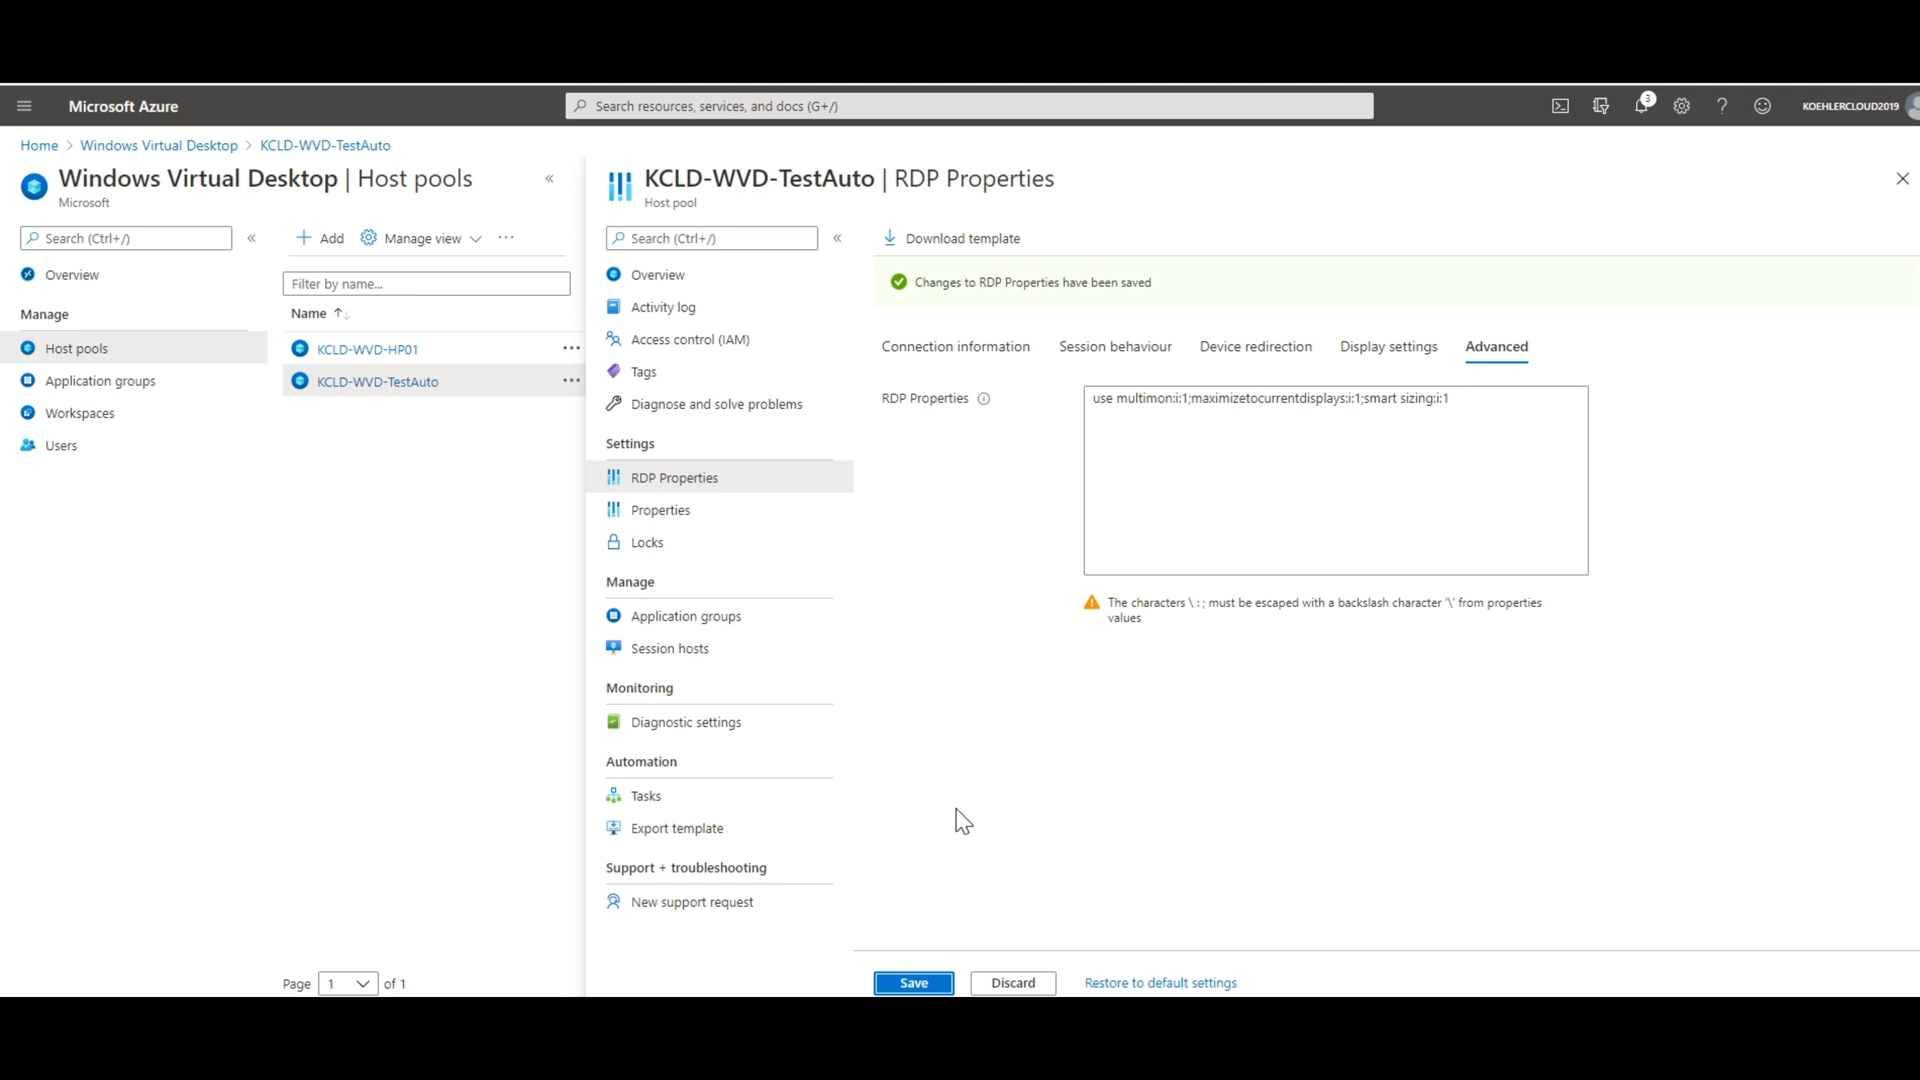 Microsoft Azure
Search resources, services, and docs (G+/)
3
KOEHLERCLOUD2019
Home > Windows Virtual Desktop > KCLD-WVD-TestAuto
Windows Virtual Desktop | Host pools
Microsoft
«
Search (Ctrl+/)
«
Overview
Manage
Host pools
Application groups
Workspaces
Users
Add
Manage view
...
Filter by name...
Name
KCLD-WVD-HP01
...
KCLD-WVD-TestAuto
...
Page 1 of 1
KCLD-WVD-TestAuto | RDP Properties
Host pool
Search (Ctrl+/)
«
Overview
Activity log
Access control (IAM)
Tags
Diagnose and solve problems
Settings
RDP Properties
Properties
Locks
Manage
Application groups
Session hosts
Monitoring
Diagnostic settings
Automation
Tasks
Export template
Support + troubleshooting
New support request
Download template
Changes to RDP Properties have been saved
Connection information
Session behaviour
Device redirection
Display settings
Advanced
RDP Properties
use multimon:i:1;maximizetocurrentdisplays:i:1;smart sizing:i:1
The characters \ : ; must be escaped with a backslash character '\' from properties
values
Save
Discard
Restore to default settings